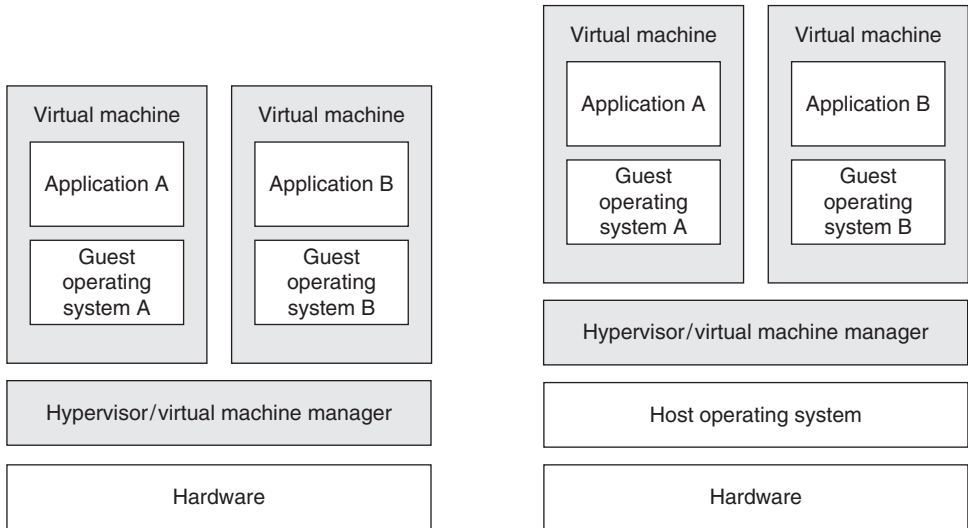 Virtual machine
Application A
Guest
operating
system A
Virtual machine
Application B
Guest
operating
system B
Hypervisor/virtual machine manager
Hardware
Virtual machine
Application A
Guest
operating
system A
Virtual machine
Application B
Guest
operating
system B
Hypervisor/virtual machine manager
Host operating system
Hardware